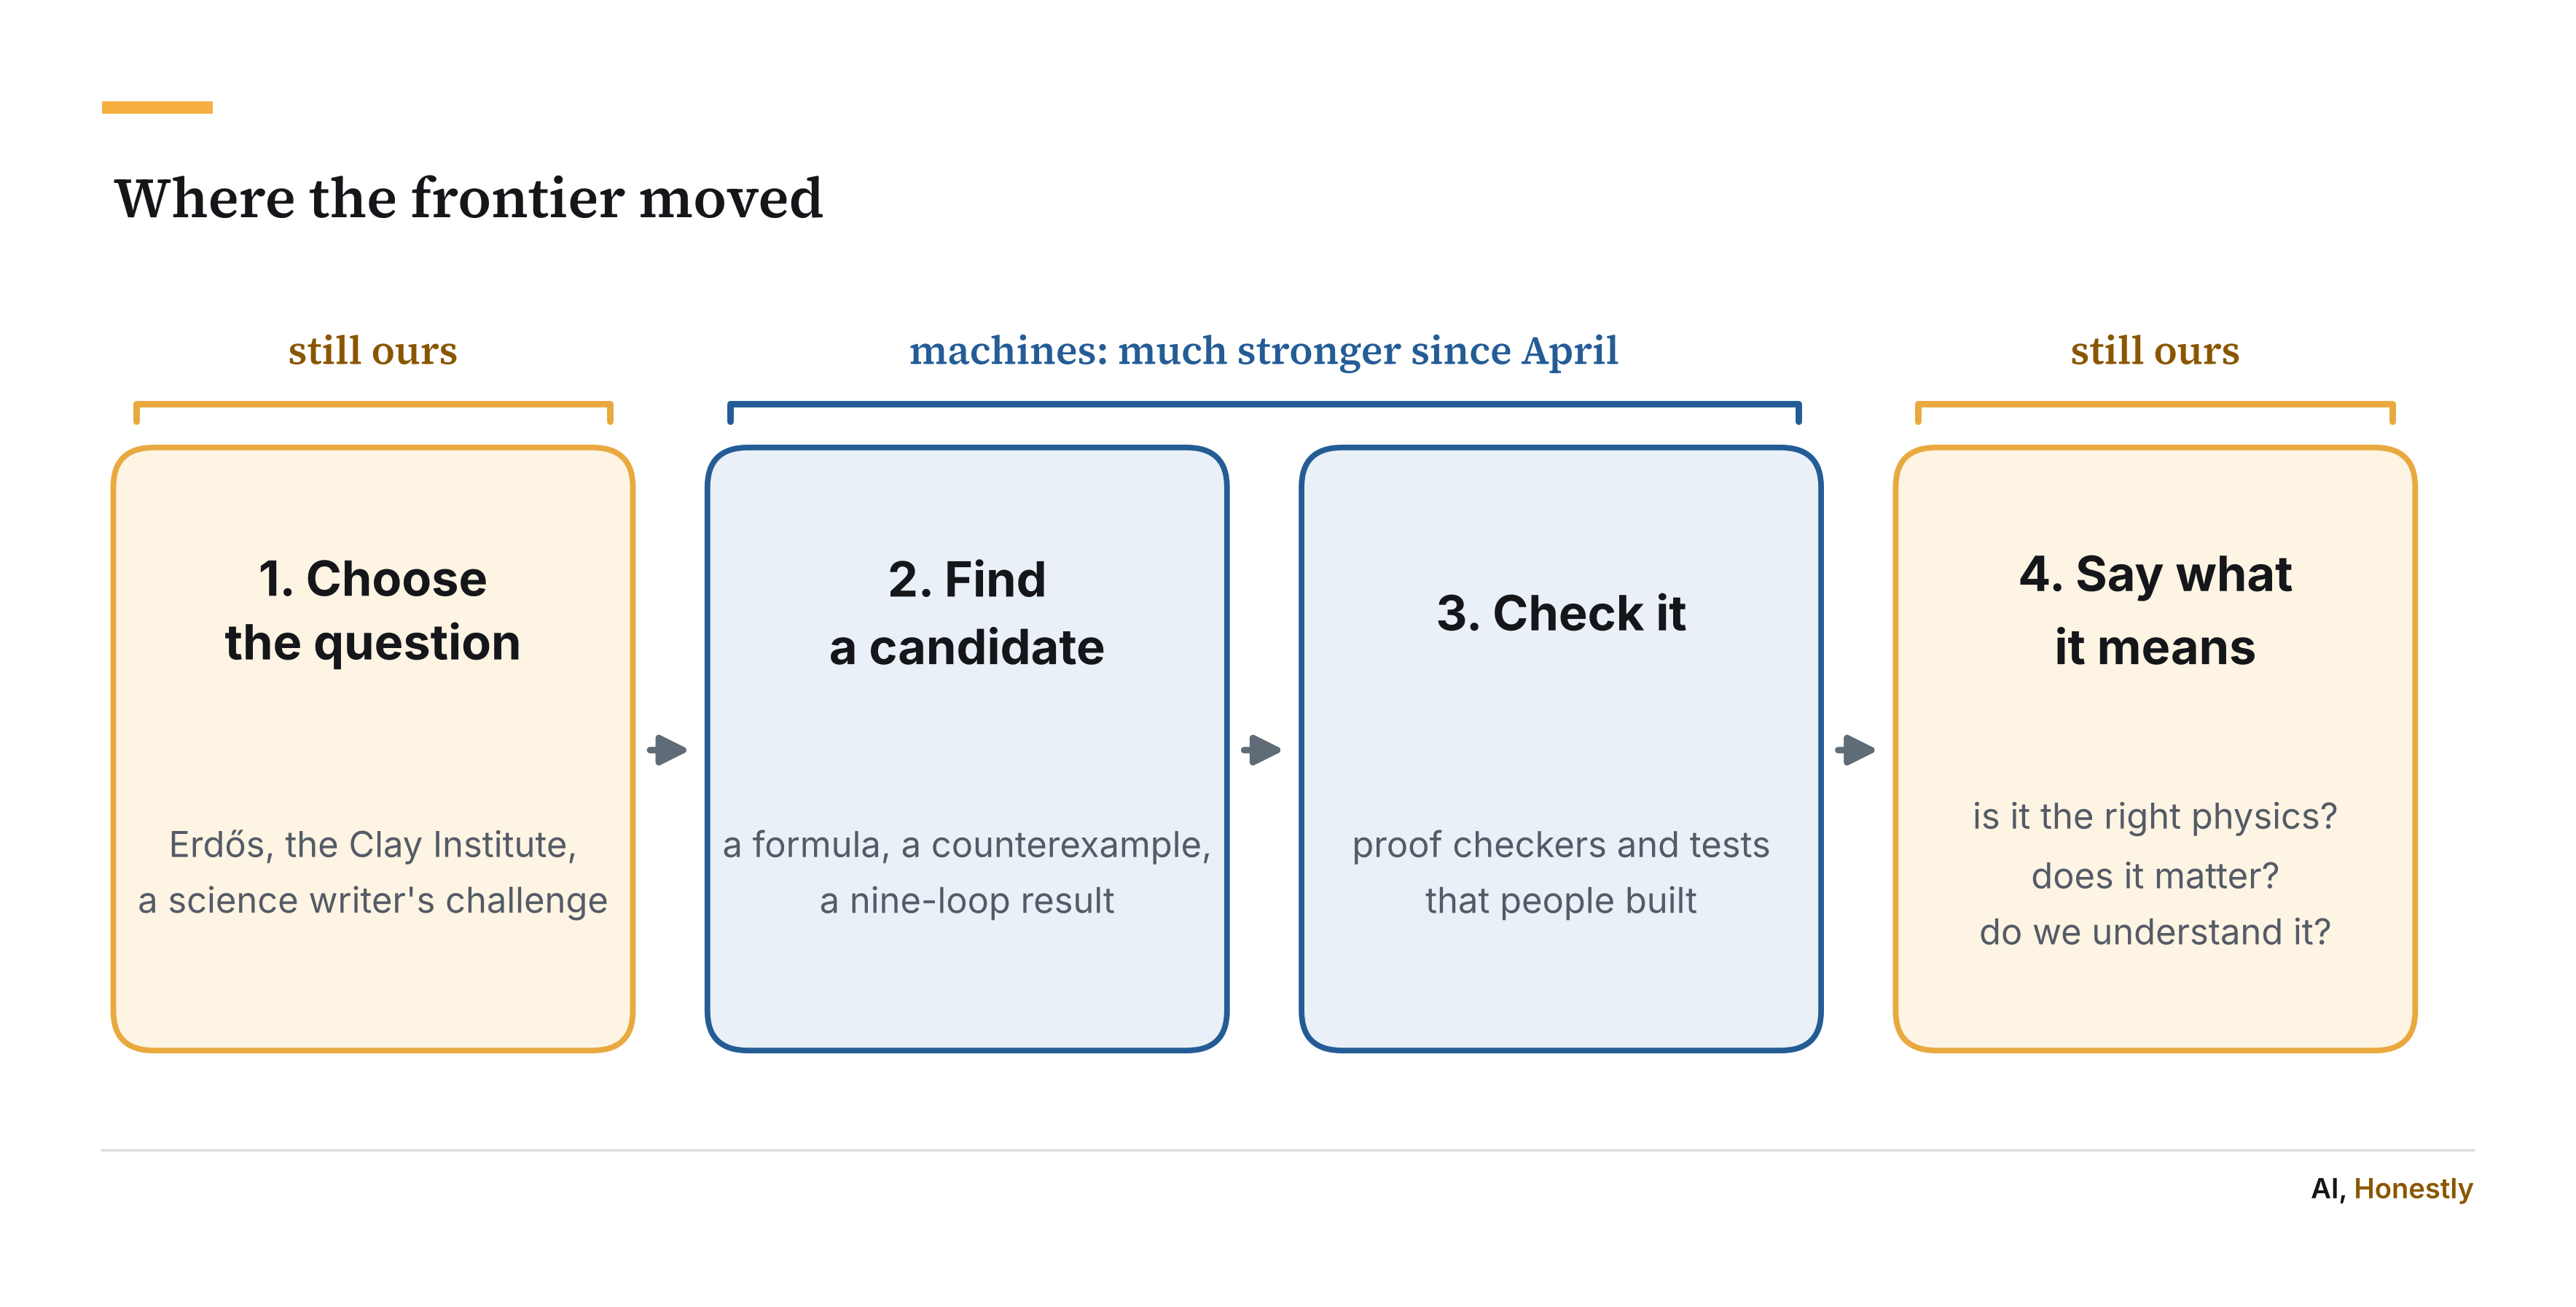 Where the frontier moved
still ours
machines: much stronger since April
still ours
1. Choose
the question
Erdős, the Clay Institute,
a science writer's challenge
2. Find
a candidate
a formula, a counterexample,
a nine-loop result
3. Check it
proof checkers and tests
that people built
4. Say what
it means
is it the right physics?
does it matter?
do we understand it?
AI, Honestly